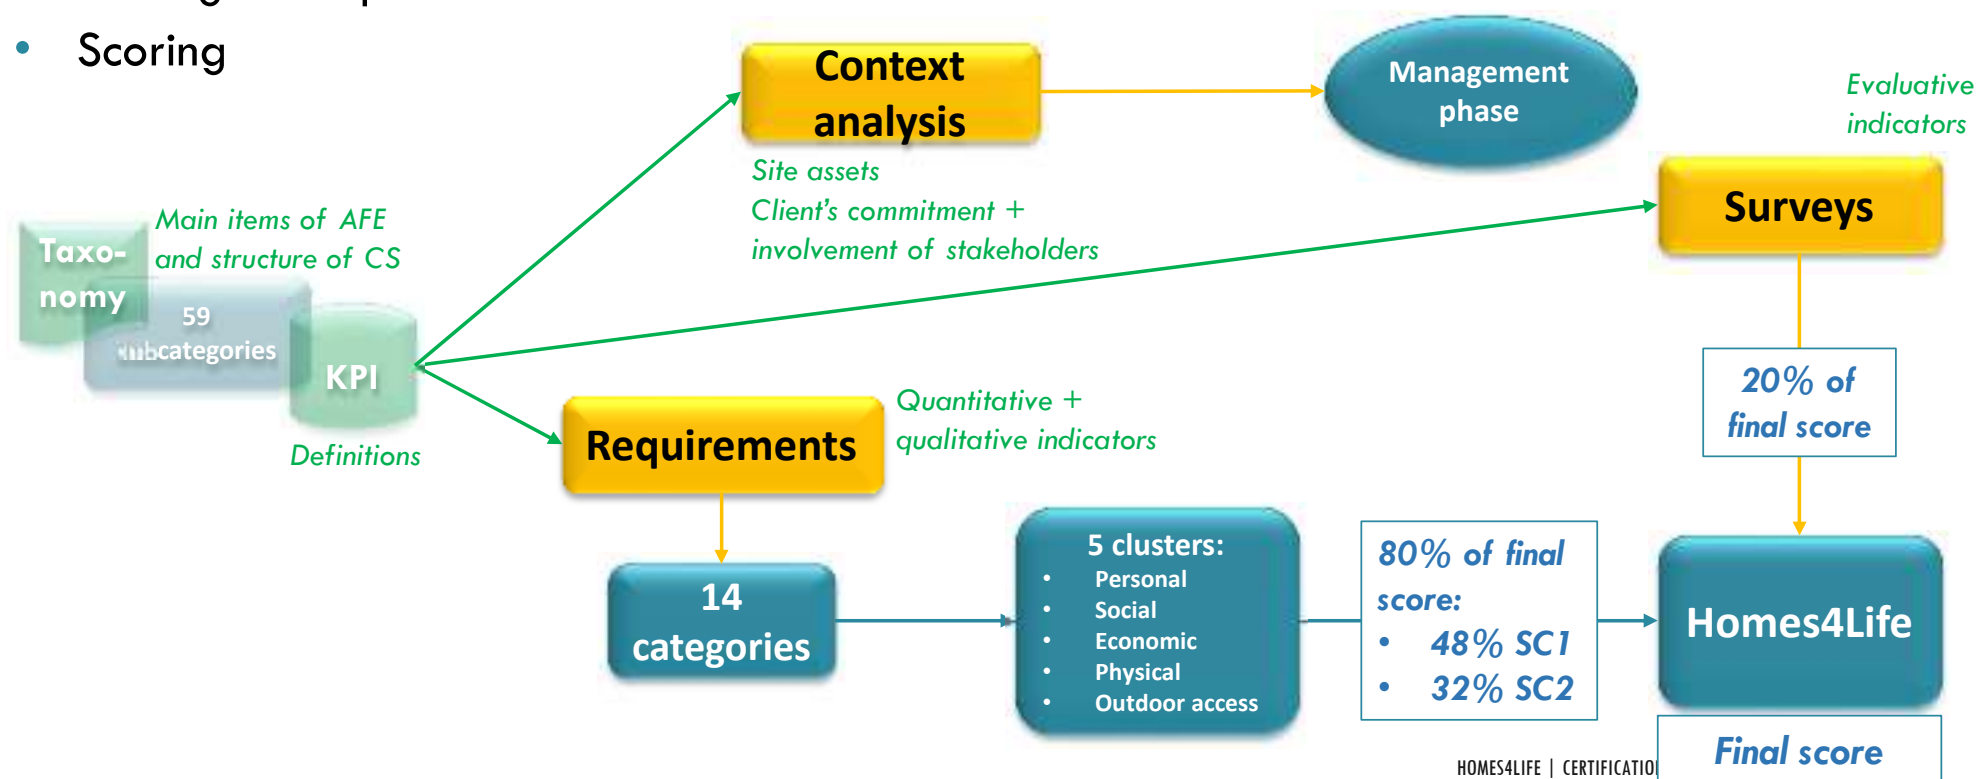 • Scoring
Context
analysis
Management
phase
Evaluative
indicators
Site assets
Client's commitment +
involvement of stakeholders
Surveys
Main items of AFE
and structure of CS
Taxo-
nomy
59
categories
KPI
Definitions
20% of
final score
Quantitative +
qualitative indicators
Requirements
14
categories
5 clusters:
• Personal
• Social
• Economic
• Physical
• Outdoor access
80% of final
score:
• 48% SC1
• 32% SC2
Homes4Life
Final score
HOMES4LIFE | CERTIFICATIO